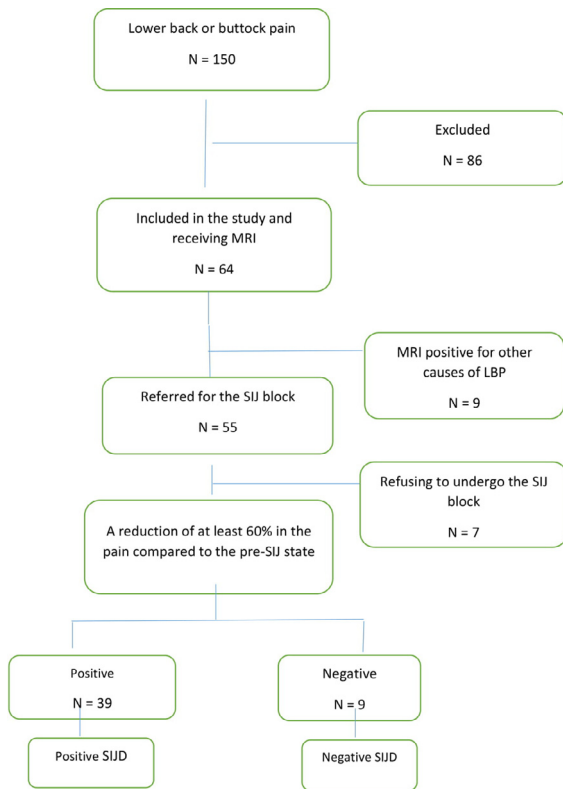 Lower back or buttock pain
N = 150
Excluded
N = 86
Included in the study and
receiving MRI
N = 64
MRI positive for other
causes of LBP
N = 9
Referred for the SIJ block
N = 55
Refusing to undergo the SIJ
block
N = 7
A reduction of at least 60% in the
pain compared to the pre-SIJ state
Positive
N = 39
Negative
N = 9
Positive SIJD
Negative SIJD